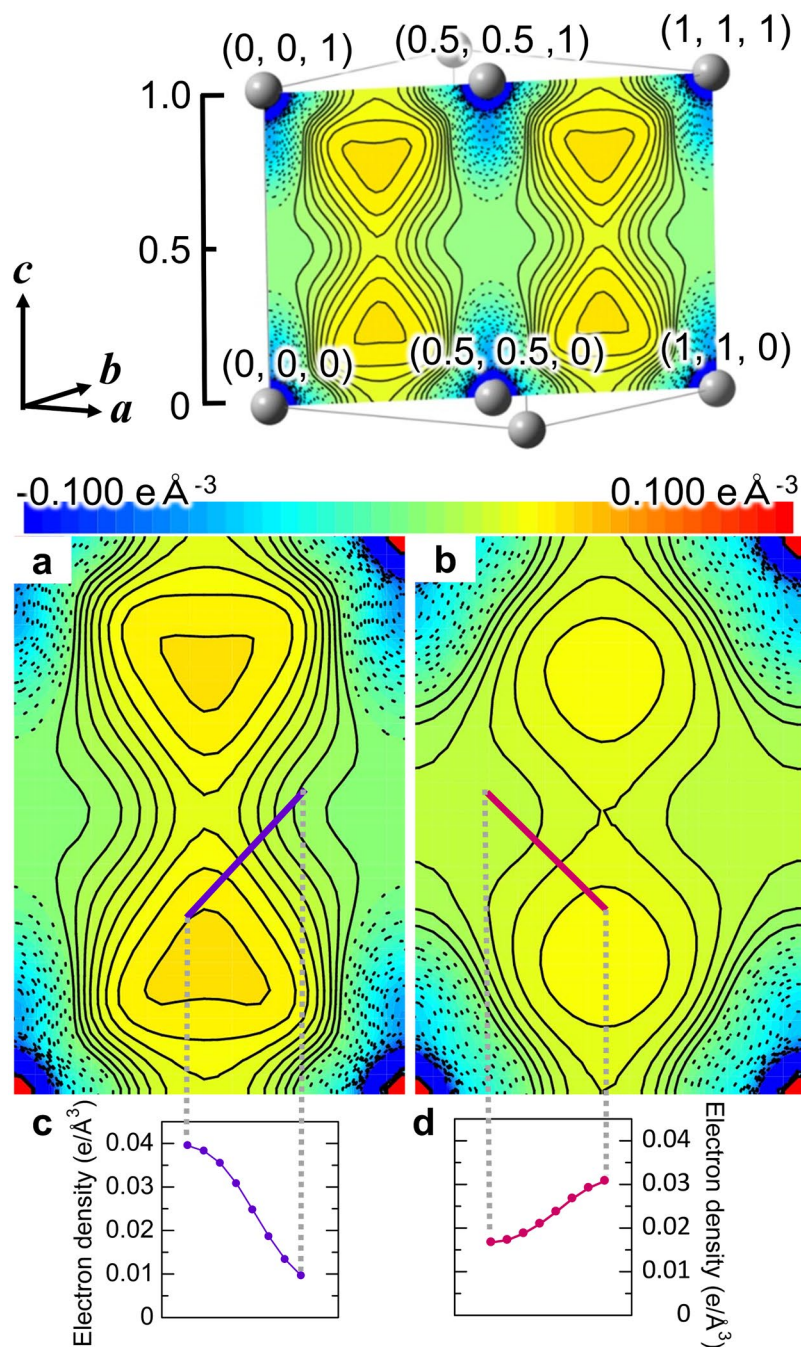 (0, 0, 1)
(0.5, 0.5 ,1)
(1, 1, 1)
1.0
0.5
0
c
b
a
(0, 0, 0)
(0.5, 0.5, 0)
(1, 1, 0)
-0.100 e Å-3
0.100 e Å-3
a
b
c
Electron density (e/Å3)
0.04
0.03
0.02
0.01
0
d
0.04
0.03
0.02
0.01
0
Electron density (e/Å3)